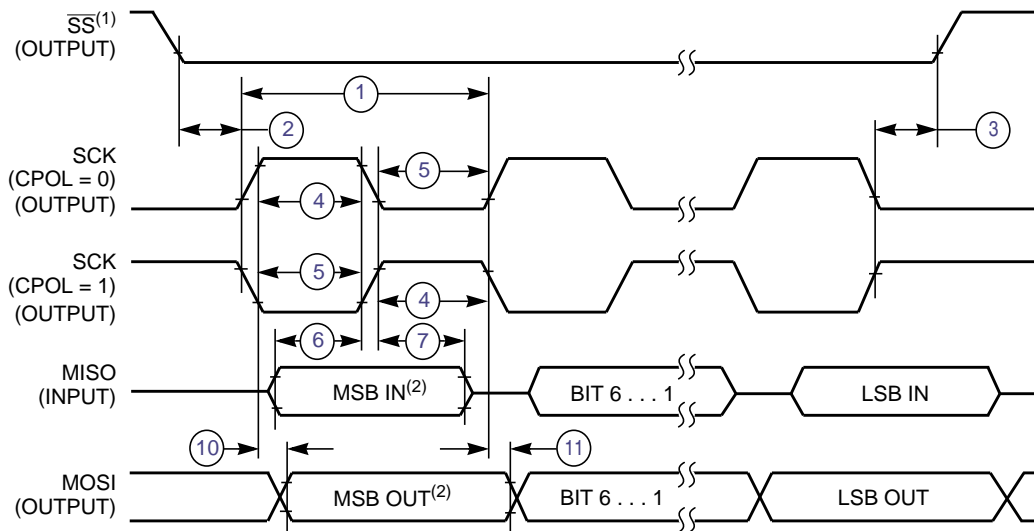 SS(1)
(OUTPUT)
1
2
3
SCK
(CPOL = 0)
(OUTPUT)
5
4
SCK
(CPOL = 1)
(OUTPUT)
5
4
6
7
MISO
(INPUT)
MSB IN(2)
BIT 6 . . . 1
LSB IN
10
11
MOSI
(OUTPUT)
MSB OUT(2)
BIT 6 . . . 1
LSB OUT